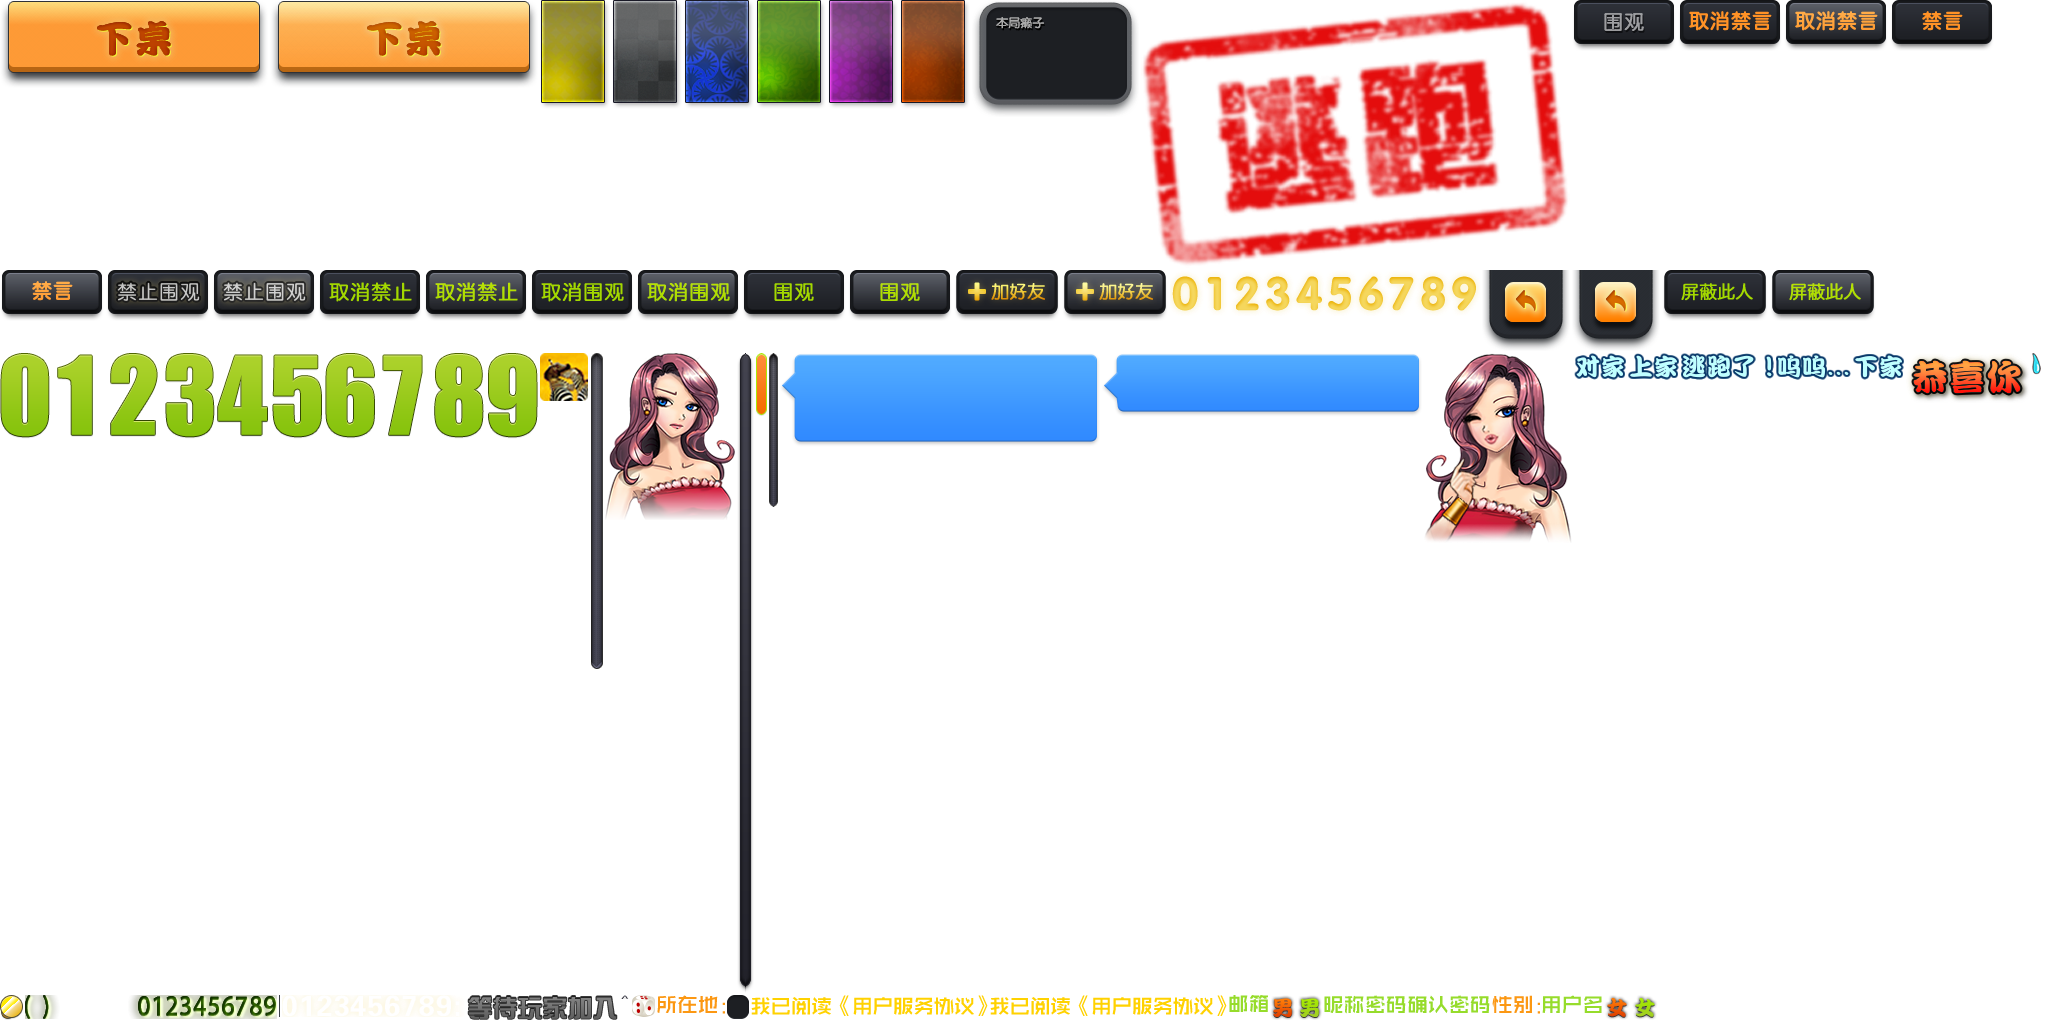 下桌 下桌 本局癞子 逃跑 围观 取消禁言 取消禁言 禁言
禁言 禁止围观 禁止围观 取消禁止 取消禁止 取消围观 取消围观 围观 围观 加好友 加好友 0123456789 屏蔽此人 屏蔽此人
0123456789 对家上家逃跑了！呜呜...下家 恭喜你
( ) 0123456789 0123456789 等待玩家加入 ^ 所在地: 我已阅读《用户服务协议》我已阅读《用户服务协议》邮箱 男 男 昵称密码确认密码性别:用户名 女 女